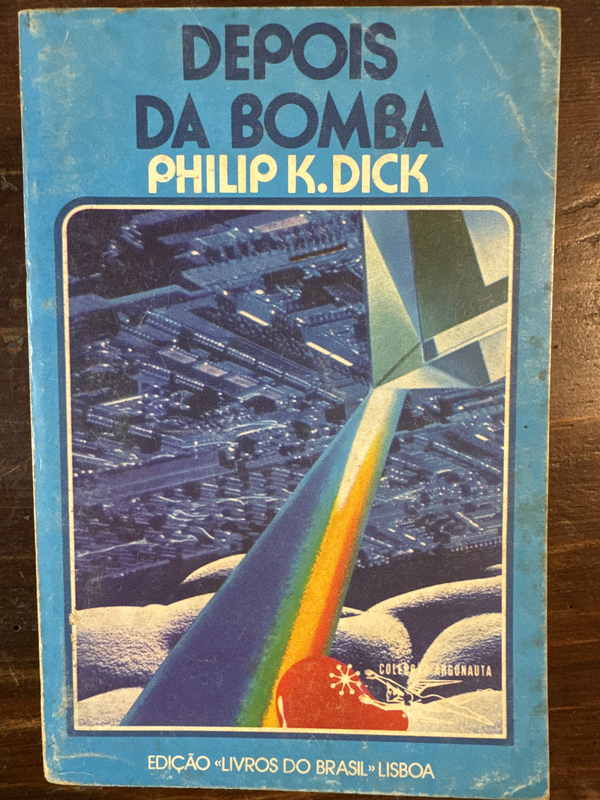 DEPOIS
DA BOMBA
PHILIP K. DICK
COLECÇÃO ARGONAUTA
EDIÇÃO «LIVROS DO BRASIL» LISBOA